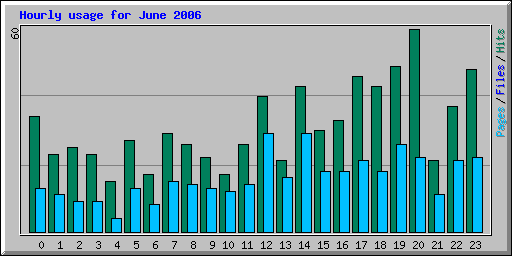 Hourly usage for June 2006
60
Pages/Files/Hits
0 1 2 3 4 5 6 7 8 9 10 11 12 13 14 15 16 17 18 19 20 21 22 23